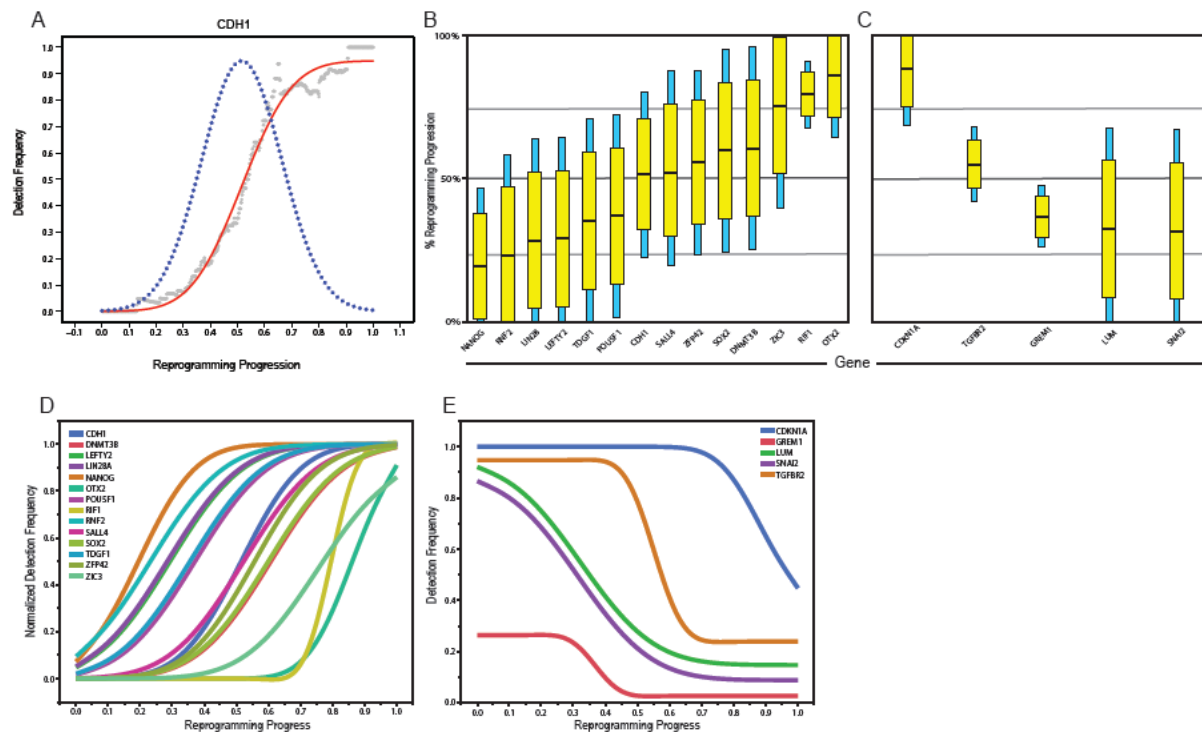 A
CDH1
Detection Frequency
1.0
0.9
0.8
0.7
0.6
0.5
0.4
0.3
0.2
0.1
0.0
−0.1 0.0 0.1 0.2 0.3 0.4 0.5 0.6 0.7 0.8 0.9 1.0 1.1
Reprogramming Progression
B
% Reprogramming Progression
100%
50%
0%
NANOG RNF2 LIN28 LEFTY2 TDGF1 POU5F1 CDH1 SALL4 ZFP42 SOX2 DNMT3B ZIC3 RIF1 OTX2
C
CDKN1A TGFBR2 GREM1 LUM SNAI2
Gene
D
Normalized Detection Frequency
1.0
0.8
0.6
0.4
0.2
0.0
CDH1
DNMT3B
LEFTY2
LIN28A
NANOG
OTX2
POU5F1
RIF1
RNF2
SALL4
SOX2
TDGF1
ZFP42
ZIC3
0.0 0.1 0.2 0.3 0.4 0.5 0.6 0.7 0.8 0.9 1.0
Reprogramming Progress
E
Detection Frequency
1.0
0.8
0.6
0.4
0.2
0.0
CDKN1A
GREM1
LUM
SNAI2
TGFBR2
0.0 0.1 0.2 0.3 0.4 0.5 0.6 0.7 0.8 0.9 1.0
Reprogramming Progress